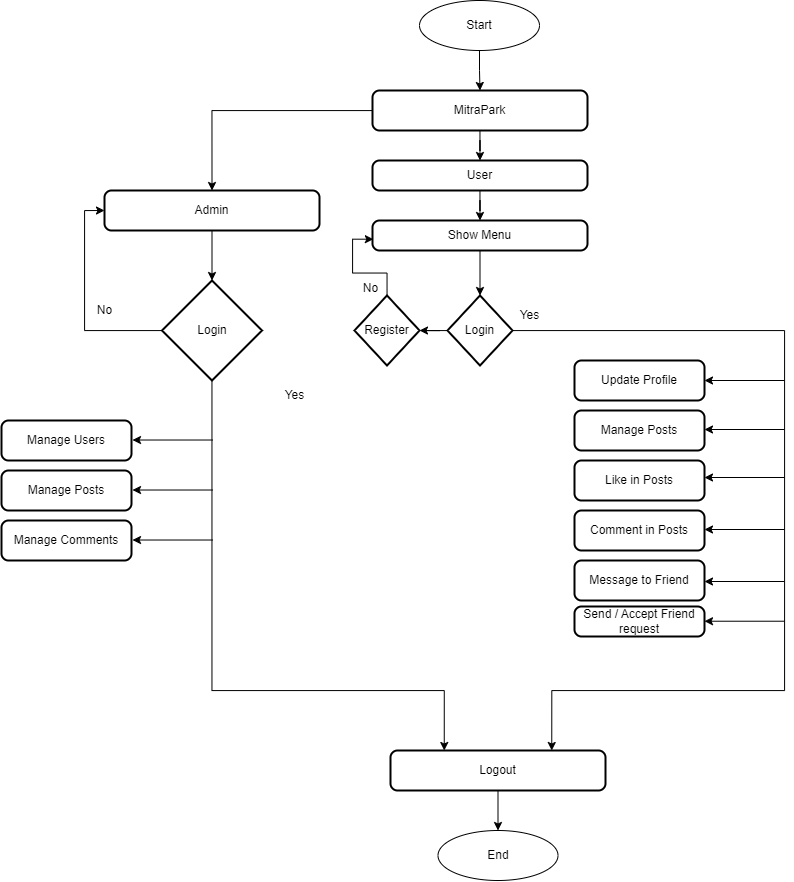 Start
MitraPark
User
Admin
Show Menu
No
No
Yes
Login
Register
Login
Update Profile
Yes
Manage Users
Manage Posts
Like in Posts
Manage Posts
Comment in Posts
Manage Comments
Message to Friend
Send / Accept Friend
request
Logout
End